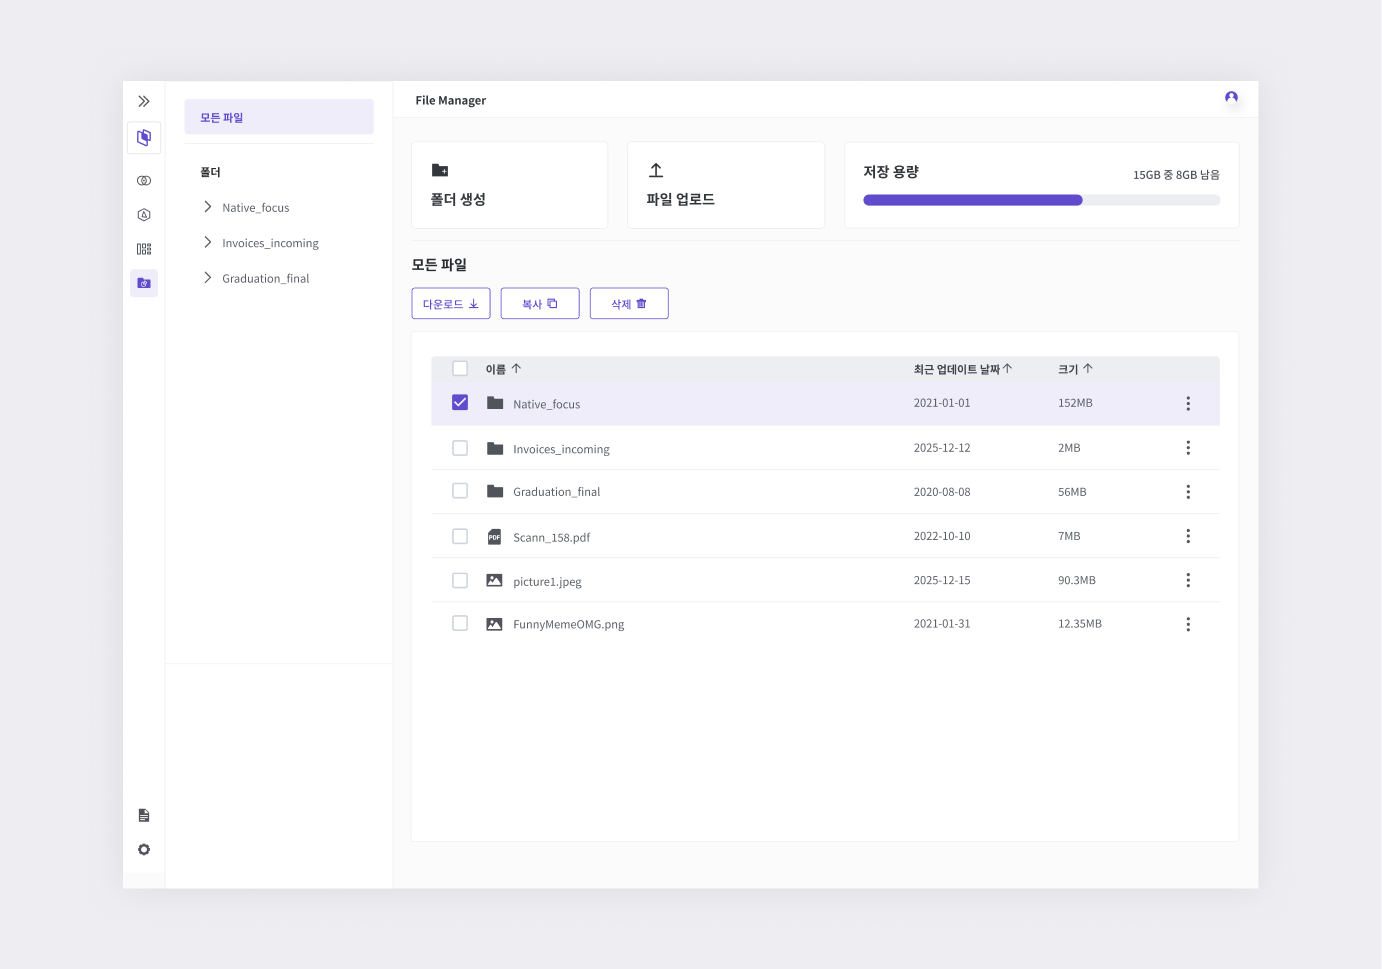 File Manager
모든 파일
폴더
Native_focus
Invoices_incoming
Graduation_final
폴더 생성
파일 업로드
저장 용량
15GB 중 8GB 남음
모든 파일
다운로드
복사
삭제
이름 최근 업데이트 날짜 크기
Native_focus 2021-01-01 152MB
Invoices_incoming 2025-12-12 2MB
Graduation_final 2020-08-08 56MB
PDF Scann_158.pdf 2022-10-10 7MB
picture1.jpeg 2025-12-15 90.3MB
FunnyMemeOMG.png 2021-01-31 12.35MB